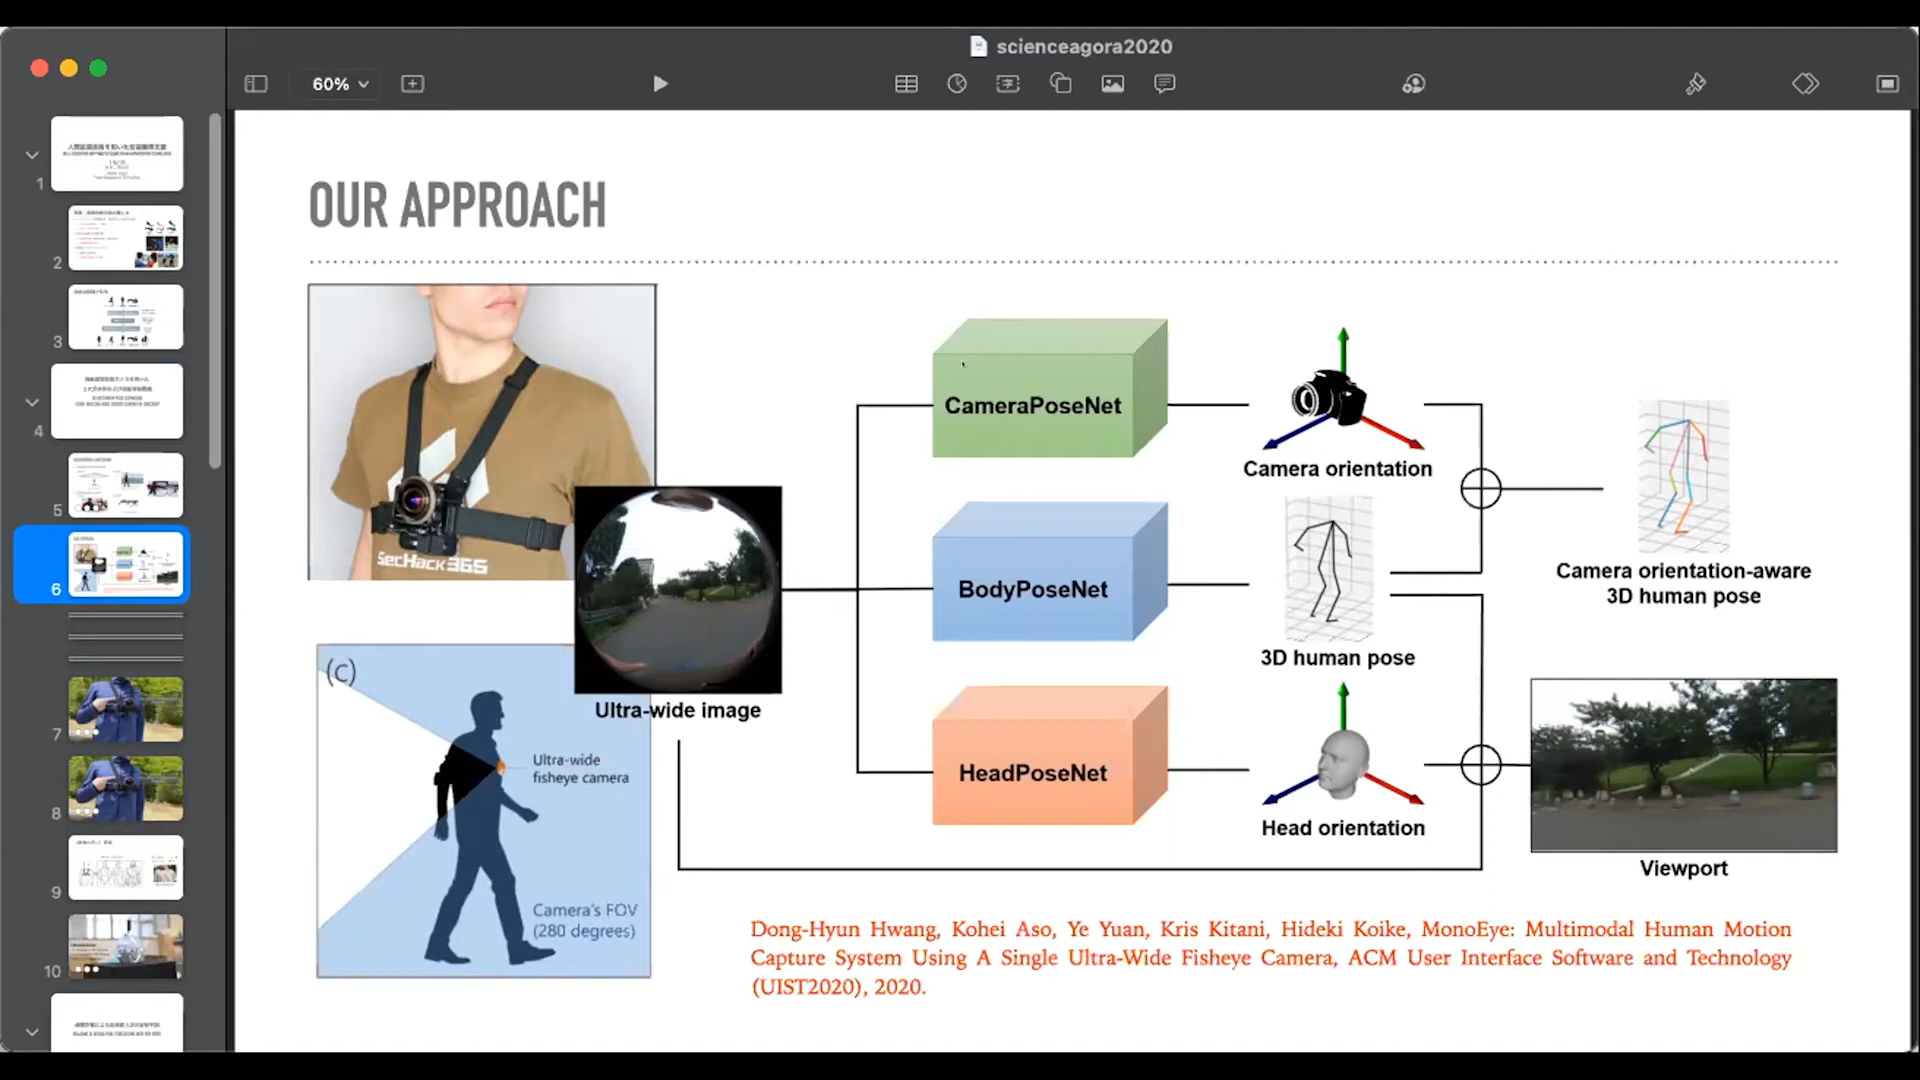 scienceagora2020
60%
1
2
3
4
5
6
7
8
9
10
OUR APPROACH
SecHack365
(c)
Ultra-wide
fisheye camera
Camera's FOV
(280 degrees)
Ultra-wide image
CameraPoseNet
BodyPoseNet
HeadPoseNet
Camera orientation
3D human pose
Head orientation
Camera orientation-aware
3D human pose
Viewport
Dong-Hyun Hwang, Kohei Aso, Ye Yuan, Kris Kitani, Hideki Koike, MonoEye: Multimodal Human Motion
Capture System Using A Single Ultra-Wide Fisheye Camera, ACM User Interface Software and Technology
(UIST2020), 2020.